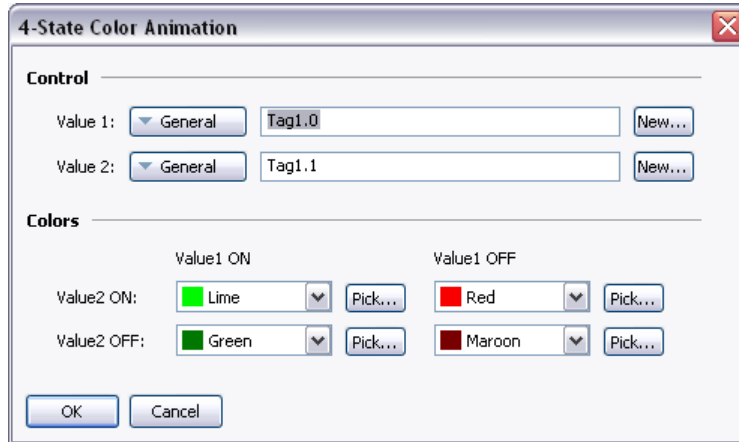 4-State Color Animation
Control
Value 1: General Tag1.0 New...
Value 2: General Tag1.1 New...
Colors
Value1 ON Value1 OFF
Value2 ON: Lime Pick... Red Pick...
Value2 OFF: Green Pick... Maroon Pick...
OK Cancel